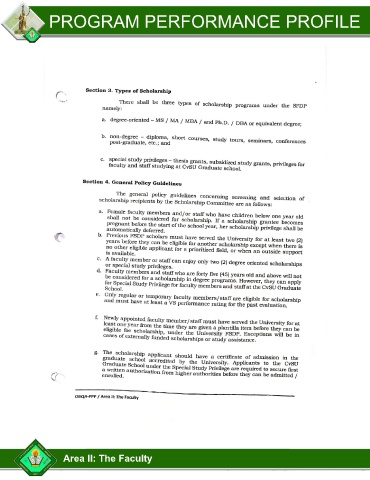 PROGRAM PERFORMANCE PROFILE
Section 3. Types of Scholarship
There shall be three types of scholarship programs under the SFDP
namely:
a. degree-oriented – MS / MA / MDA / and Ph.D. / DBA or equivalent degree;
b. non-degree – diploma, short courses, study tours, seminars, conferences
post-graduate, etc.; and
c. special study privileges – thesis grants, subsidized study grants, privileges for
faculty and staff studying at CvSU Graduate school.
Section 4. General Policy Guidelines
The general policy guidelines concerning screening and selection of
scholarship recipients by the Scholarship Committee are as follows:
a. Female faculty members and/or staff who have children below one year old
shall not be considered for scholarship. If a scholarship grantee becomes
pregnant before the start of the school year, her scholarship privilege shall be
automatically deferred.
b. Previous FSDP scholars must have served the University for at least two (2)
years before they can be eligible for another scholarship except when there is
no other eligible applicant for a prioritized field, or when an outside support
is available.
c. A faculty member or staff can enjoy only two (2) degree oriented scholarships
or special study privileges.
d. Faculty members and staff who are forty five (45) years old and above will not
be considered for a scholarship in degree programs. However, they can apply
for Special Study Privilege for faculty members and staff at the CvSU Graduate
School.
e. Only regular or temporary faculty members/staff are eligible for scholarship
and must have at least a VS performance rating for the past evaluation.
f. Newly appointed faculty member/staff must have served the University for at
least one year from the time they are given a plantilla item before they can be
eligible for scholarship, under the University FSDP. Exceptions will be in
cases of externally funded scholarships or study assistance.
g. The scholarship applicant should have a certificate of admission in the
graduate school accredited by the University. Applicants to the CvSU
Graduate School under the Special Study Privilege are required to secure first
a written authorization from higher authorities before they can be admitted /
enrolled.
OSQA-PPP / Area II: The Faculty
Area II: The Faculty